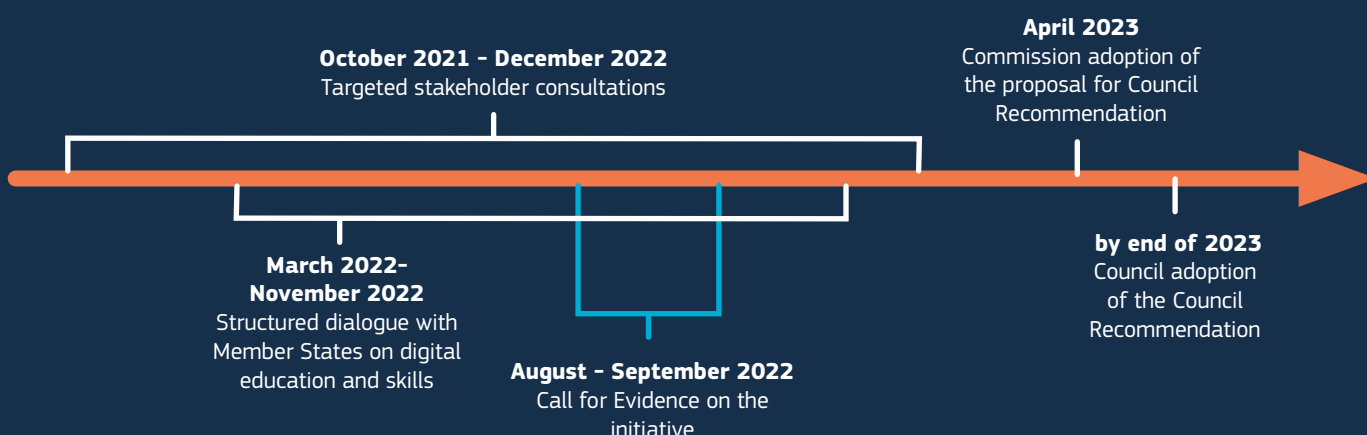 October 2021 – December 2022
Targeted stakeholder consultations
April 2023
Commission adoption of
the proposal for Council
Recommendation
March 2022–
November 2022
Structured dialogue with
Member States on digital
education and skills
August – September 2022
Call for Evidence on the
initiative
by end of 2023
Council adoption
of the Council
Recommendation